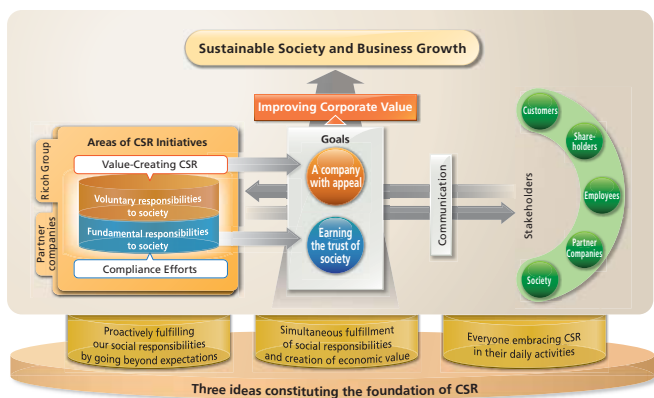 Sustainable Society and Business Growth
Improving Corporate Value
Ricoh Group
Partner
companies
Areas of CSR Initiatives
Value-Creating CSR
Voluntary responsibilities
to society
Fundamental responsibilities
to society
Compliance Efforts
Goals
A company
with appeal
Earning
the trust of
society
Communication
Stakeholders
Customers
Share-
holders
Employees
Partner
Companies
Society
Proactively fulfilling
our social responsibilities
by going beyond expectations
Simultaneous fulfillment
of social responsibilities
and creation of economic value
Everyone embracing CSR
in their daily activities
Three ideas constituting the foundation of CSR